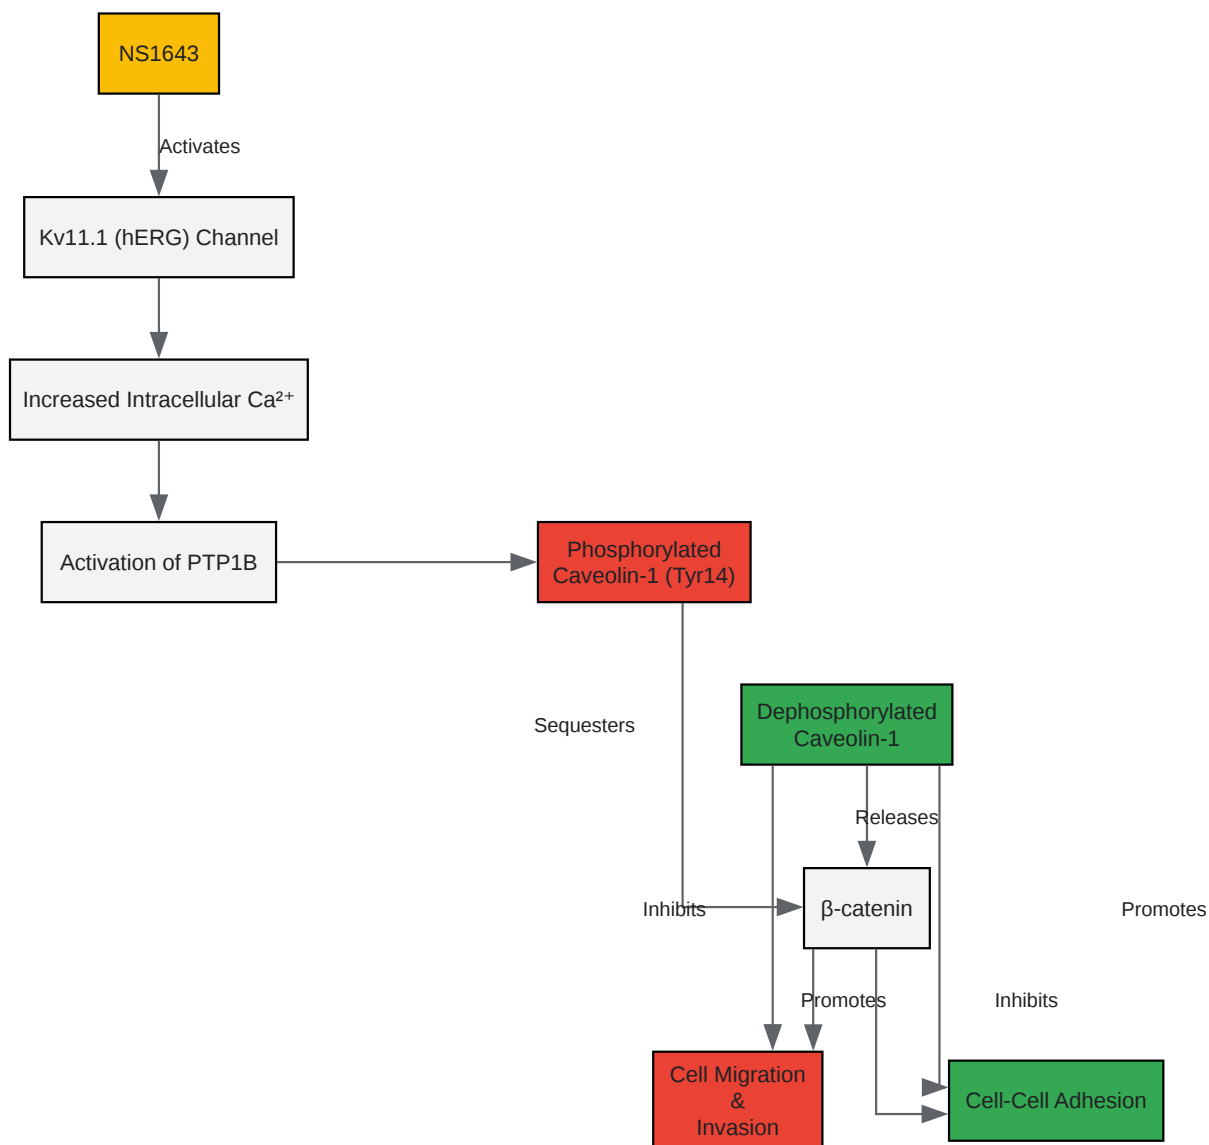 NS1643
Activates
Kv11.1 (hERG) Channel
Increased Intracellular Ca²⁺
Activation of PTP1B
Phosphorylated
Caveolin-1 (Tyr14)
Sequesters
Dephosphorylated
Caveolin-1
Releases
Inhibits
β-catenin
Promotes
Promotes
Inhibits
Cell Migration
&
Invasion
Cell-Cell Adhesion